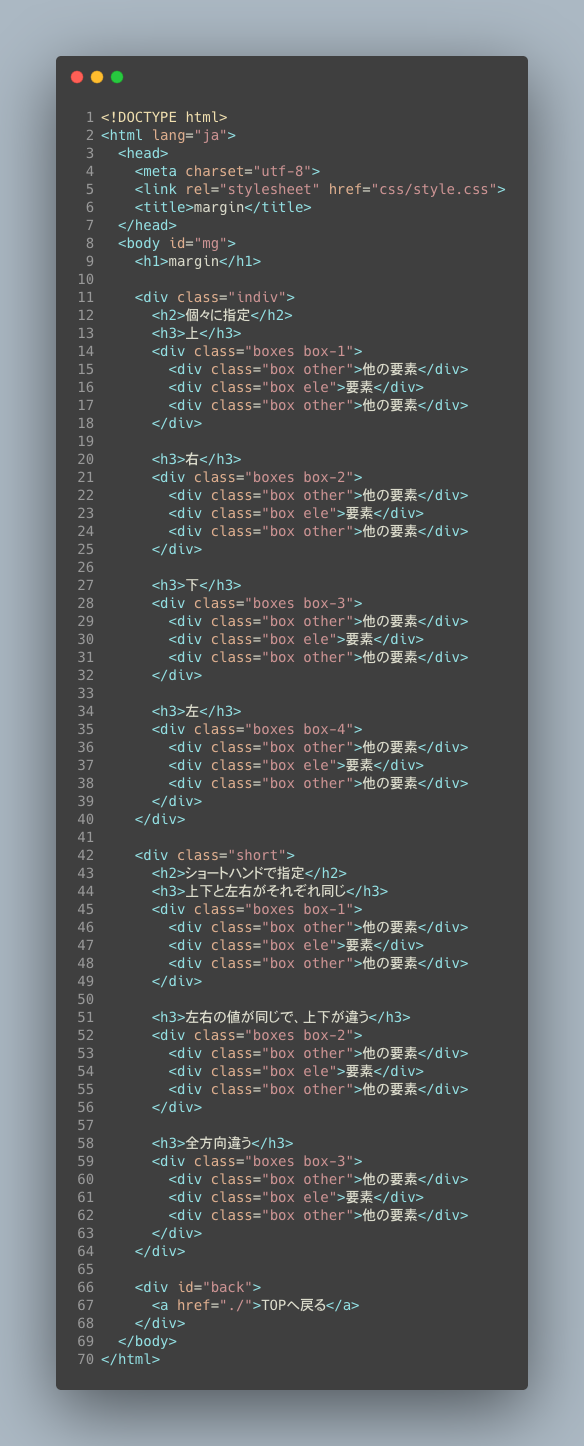 1 <!DOCTYPE html>
2 <html lang="ja">
3   <head>
4     <meta charset="utf-8">
5     <link rel="stylesheet" href="css/style.css">
6     <title>margin</title>
7   </head>
8   <body id="mg">
9     <h1>margin</h1>
10
11     <div class="indiv">
12       <h2>個々に指定</h2>
13       <h3>上</h3>
14       <div class="boxes box-1">
15         <div class="box other">他の要素</div>
16         <div class="box ele">要素</div>
17         <div class="box other">他の要素</div>
18       </div>
19
20       <h3>右</h3>
21       <div class="boxes box-2">
22         <div class="box other">他の要素</div>
23         <div class="box ele">要素</div>
24         <div class="box other">他の要素</div>
25       </div>
26
27       <h3>下</h3>
28       <div class="boxes box-3">
29         <div class="box other">他の要素</div>
30         <div class="box ele">要素</div>
31         <div class="box other">他の要素</div>
32       </div>
33
34       <h3>左</h3>
35       <div class="boxes box-4">
36         <div class="box other">他の要素</div>
37         <div class="box ele">要素</div>
38         <div class="box other">他の要素</div>
39       </div>
40     </div>
41
42     <div class="short">
43       <h2>ショートハンドで指定</h2>
44       <h3>上下と左右がそれぞれ同じ</h3>
45       <div class="boxes box-1">
46         <div class="box other">他の要素</div>
47         <div class="box ele">要素</div>
48         <div class="box other">他の要素</div>
49       </div>
50
51       <h3>左右の値が同じで、上下が違う</h3>
52       <div class="boxes box-2">
53         <div class="box other">他の要素</div>
54         <div class="box ele">要素</div>
55         <div class="box other">他の要素</div>
56       </div>
57
58       <h3>全方向違う</h3>
59       <div class="boxes box-3">
60         <div class="box other">他の要素</div>
61         <div class="box ele">要素</div>
62         <div class="box other">他の要素</div>
63       </div>
64     </div>
65
66     <div id="back">
67       <a href="./">TOPへ戻る</a>
68     </div>
69   </body>
70 </html>